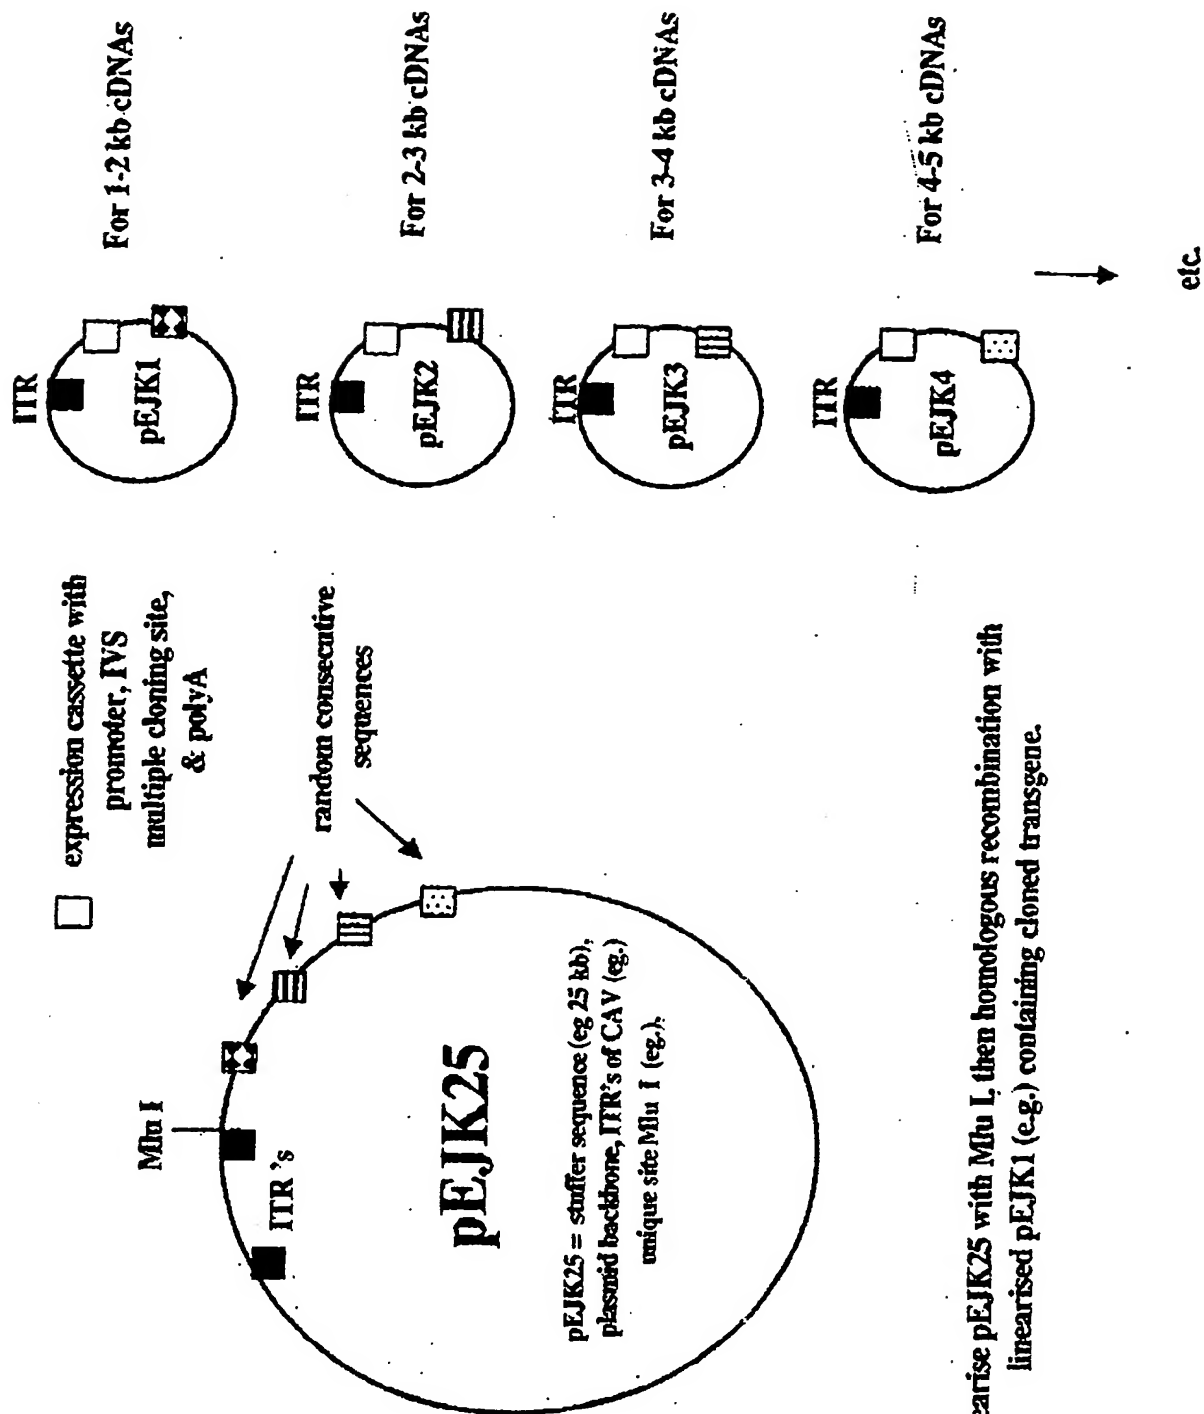 expression cassette with
promoter, IVS
multiple cloning site,
& polyA
Mlu I
ITR's
random consecutive
sequences
pEJK25
pEJK25 = stuffer sequence (eg 25 kb),
plasmid backbone, ITR's of CAV (eg.)
unique site Mlu I (eg.),
earise pEJK25 with Mlu I, then homologous recombination with
linearised pEJK1 (e.g.) containing cloned transgene.
ITR
pEJK1
For 1-2 kb cDNAs
ITR
pEJK2
For 2-3 kb cDNAs
ITR
pEJK3
For 3-4 kb cDNAs
ITR
pEJK4
For 4-5 kb cDNAs
etc.